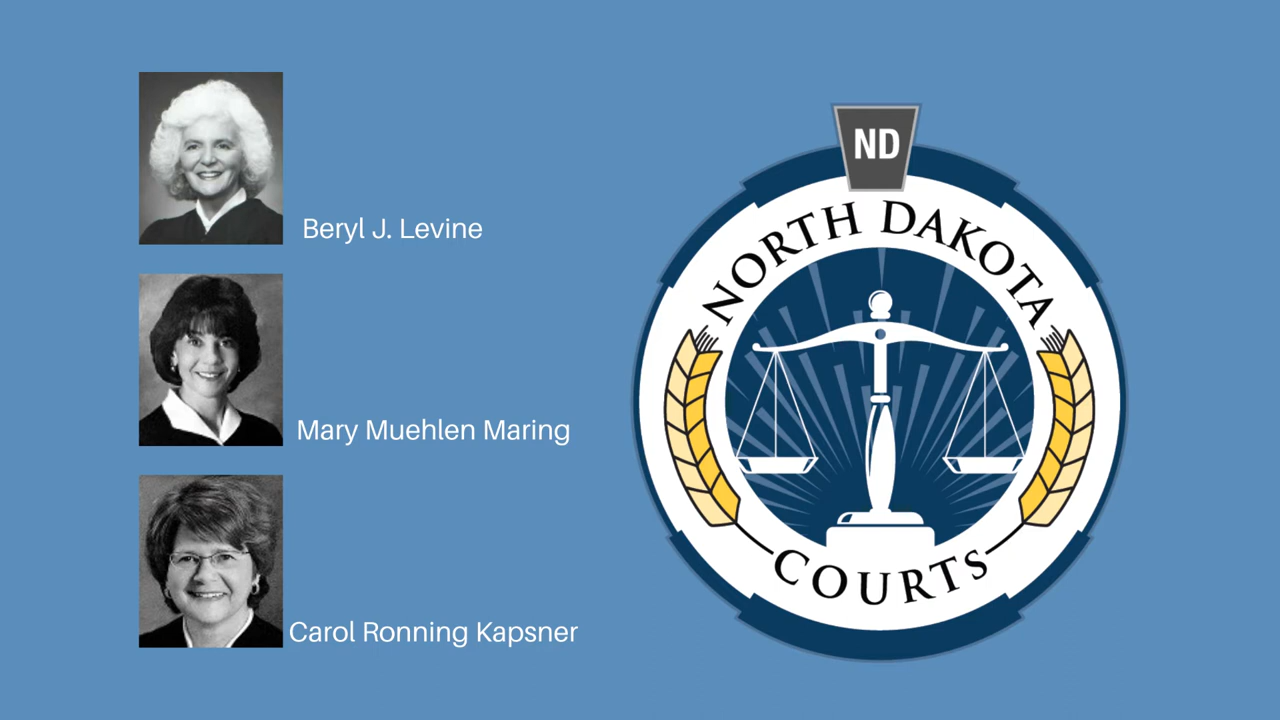 Beryl J. Levine
Mary Muehlen Maring
Carol Ronning Kapsner
ND
NORTH DAKOTA
COURTS